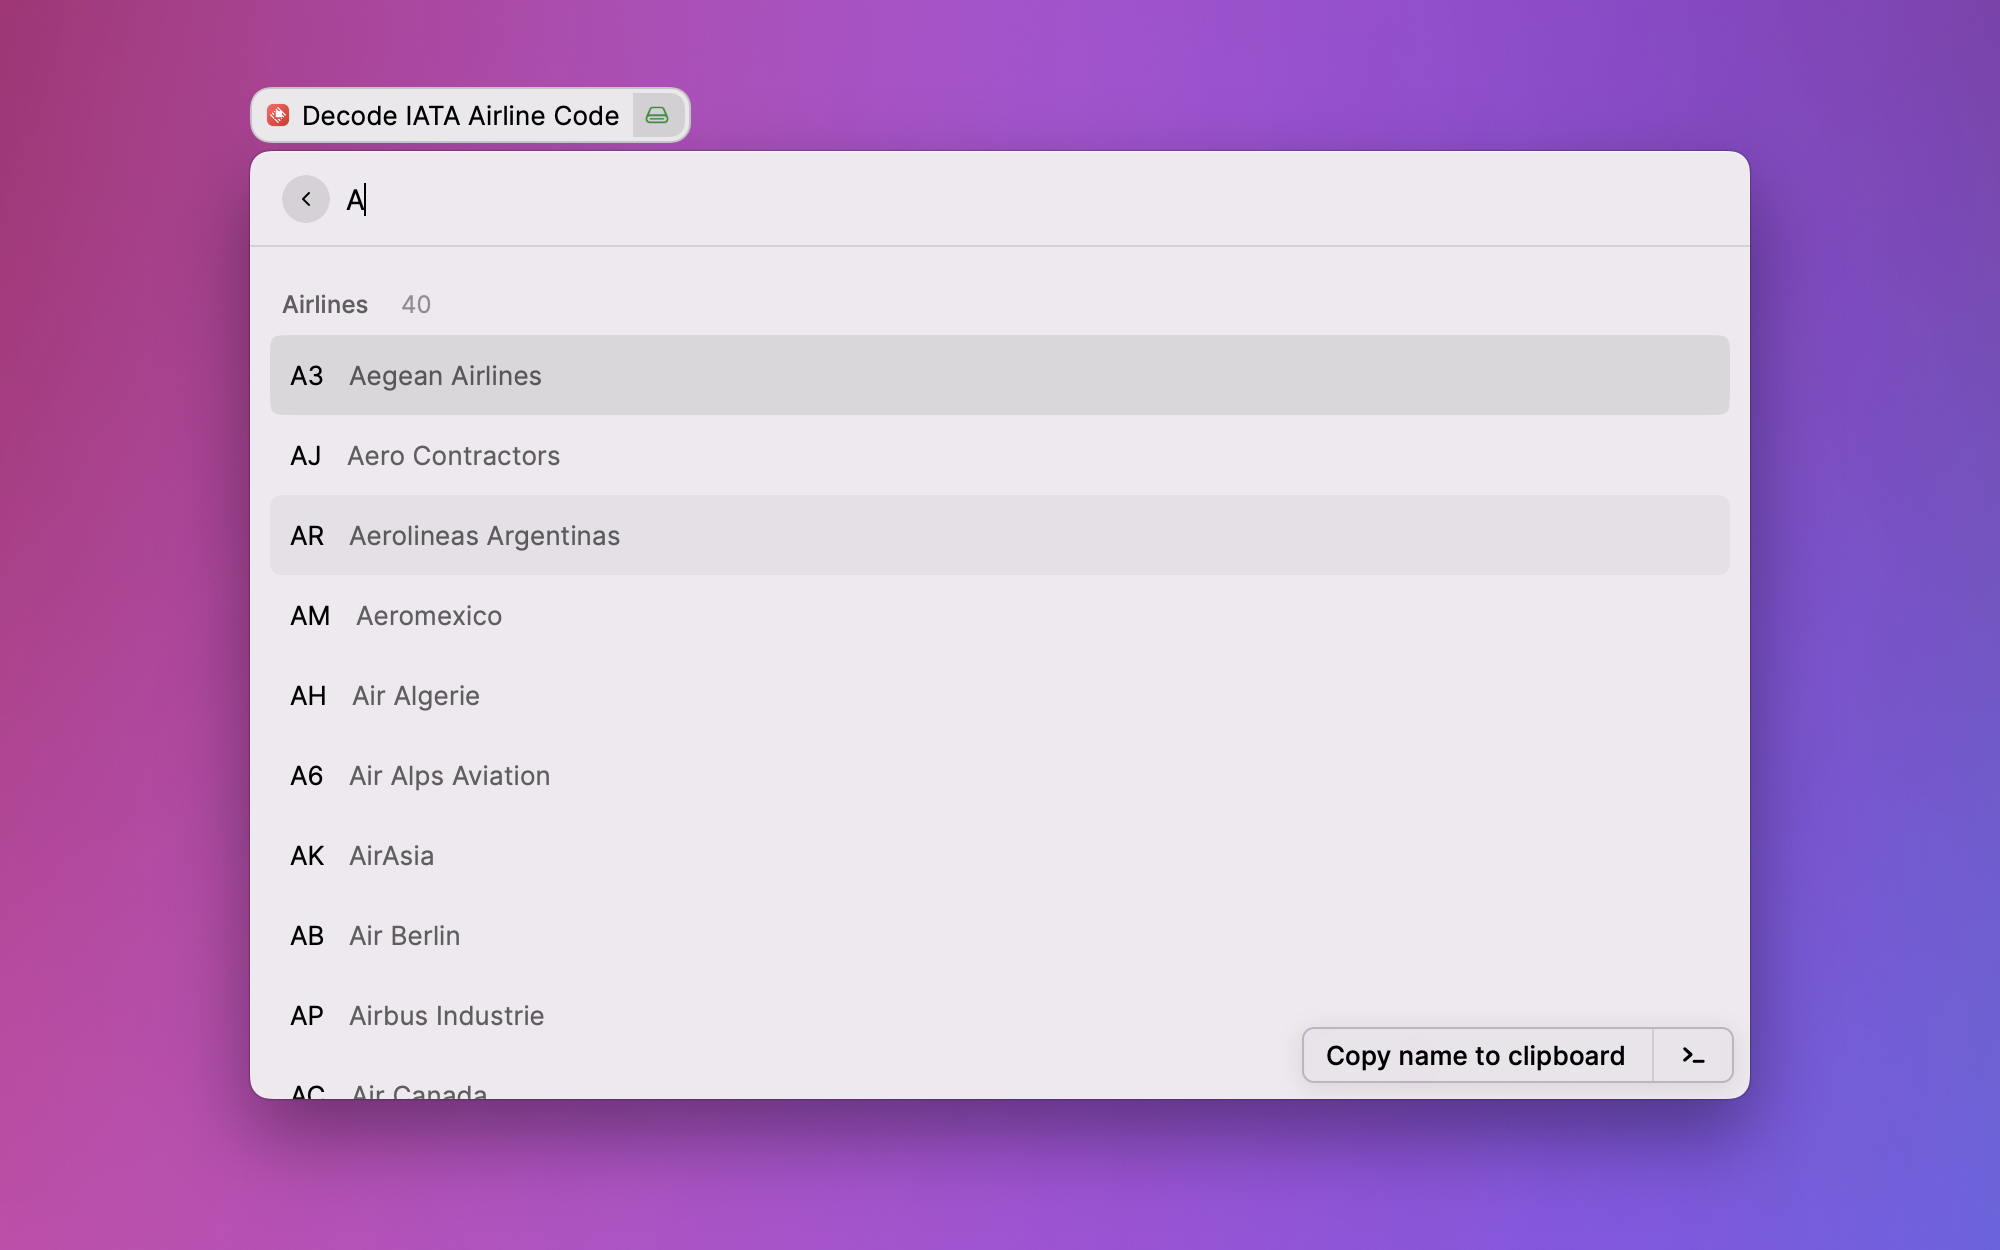 Decode IATA Airline Code
A
Airlines 40
A3 Aegean Airlines
AJ Aero Contractors
AR Aerolineas Argentinas
AM Aeromexico
AH Air Algerie
A6 Air Alps Aviation
AK AirAsia
AB Air Berlin
AP Airbus Industrie
AC Air Canada
Copy name to clipboard >_